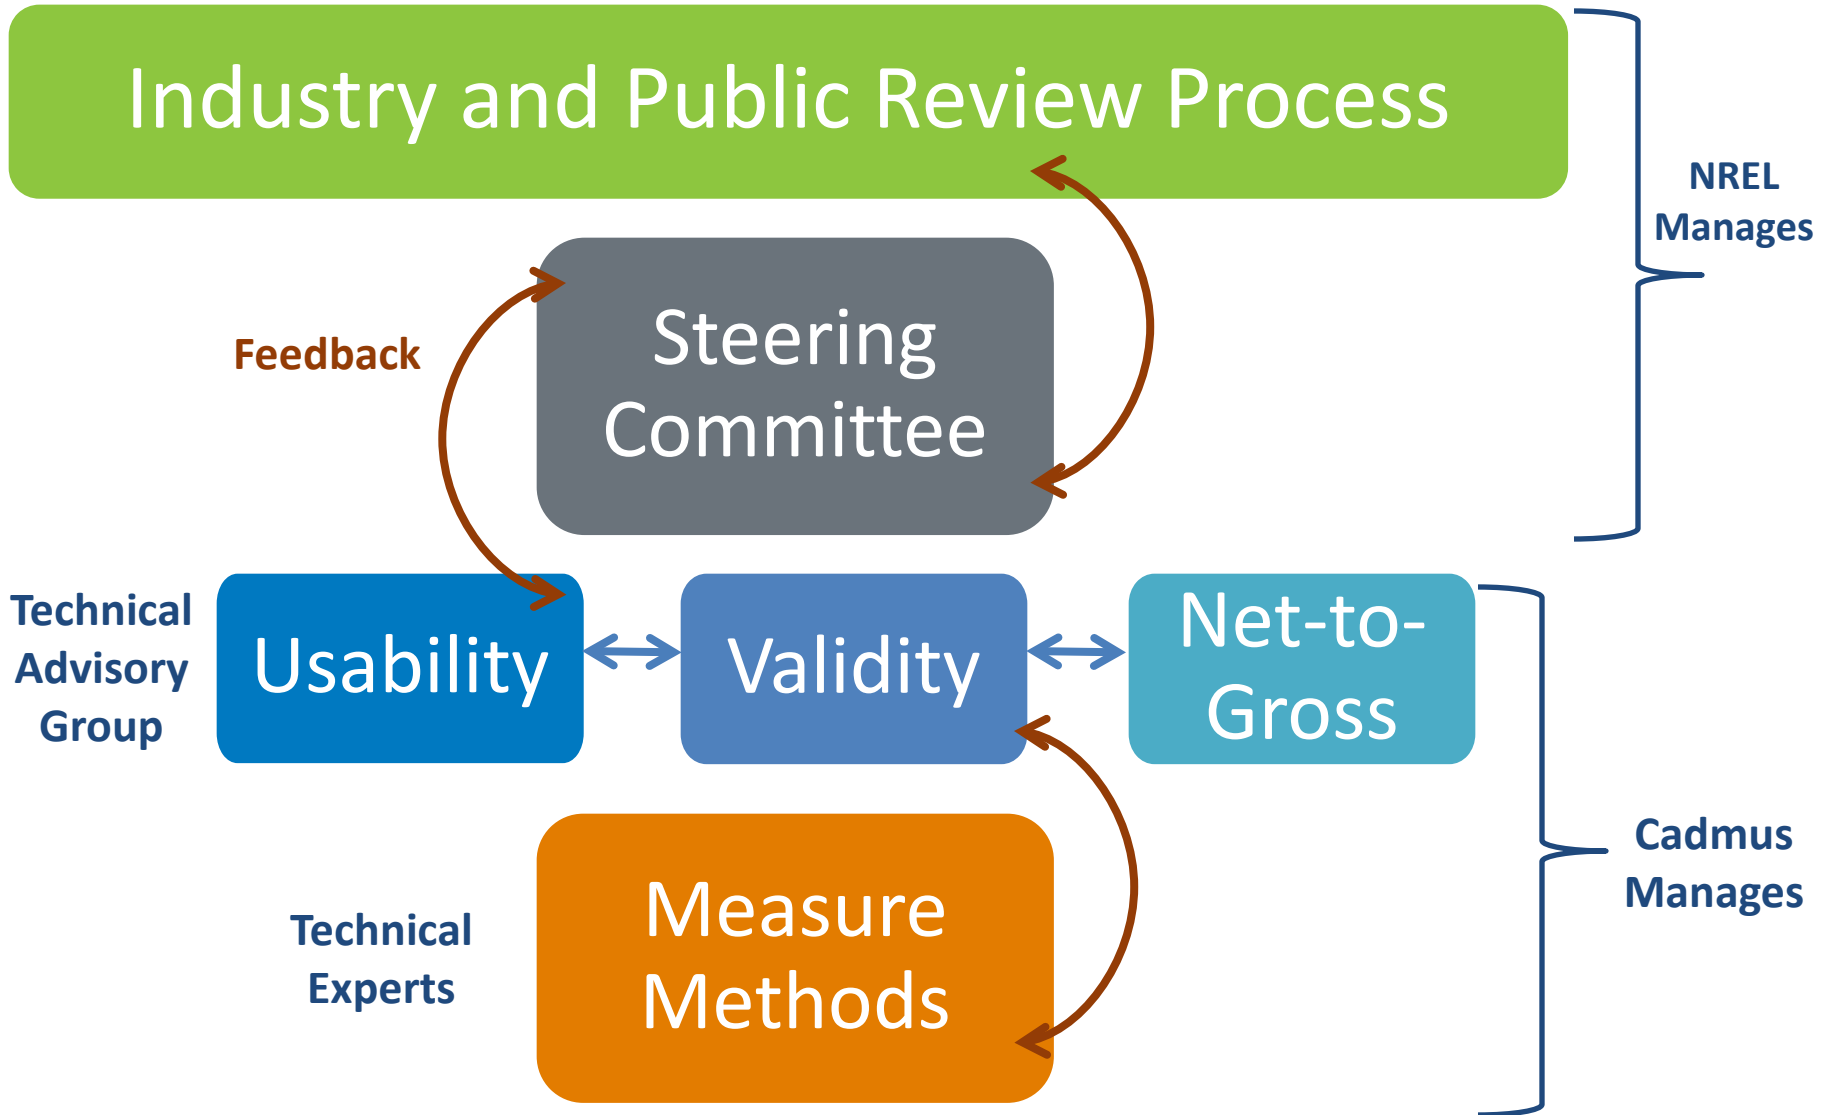 Industry and Public Review Process
NREL
Manages
Steering
Committee
Feedback
Technical
Advisory
Group
Usability
Validity
Net-to-
Gross
Cadmus
Manages
Technical
Experts
Measure
Methods